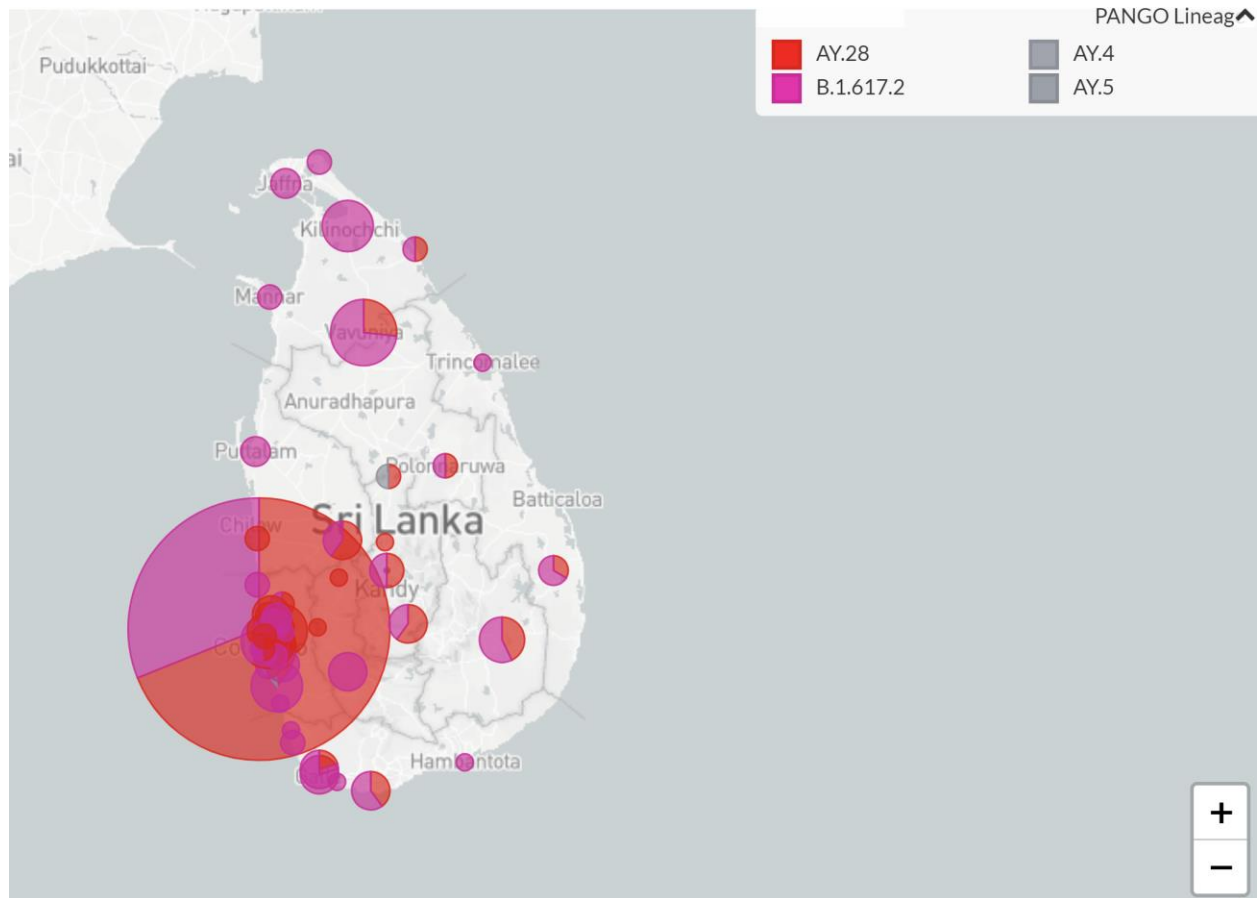 PANGO Lineag
AY.28
AY.4
B.1.617.2
AY.5
Pudukkottai
ai
Jaffna
Kilinochchi
Mannar
Vavuniya
Trincomalee
Anuradhapura
Puttalam
Polonnaruwa
Batticaloa
Chilaw
Sri Lanka
Kandy
Colombo
Hambantota
+
−